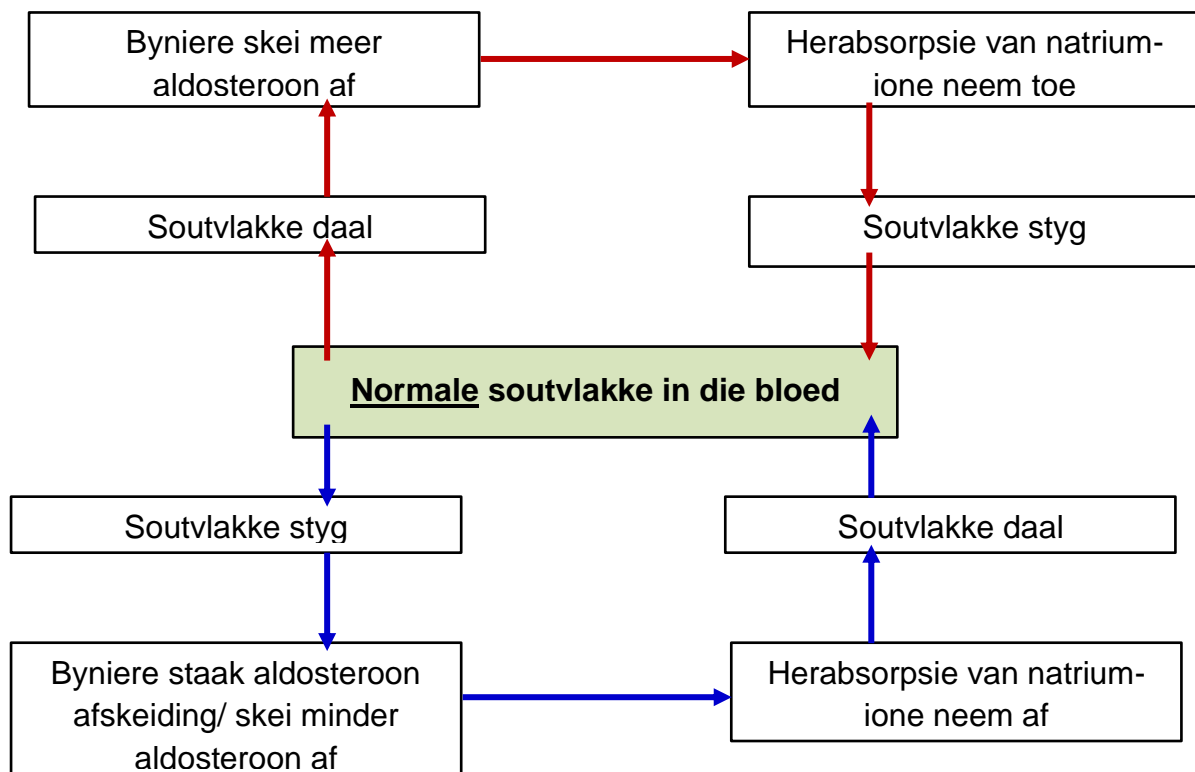 Byniere skei meer
aldosteroon af
Herabsorpsie van natrium-
ione neem toe
Soutvlakke daal
Soutvlakke styg
Normale soutvlakke in die bloed
Soutvlakke styg
Soutvlakke daal
Byniere staak aldosteroon
afskeiding/ skei minder
aldosteroon af
Herabsorpsie van natrium-
ione neem af